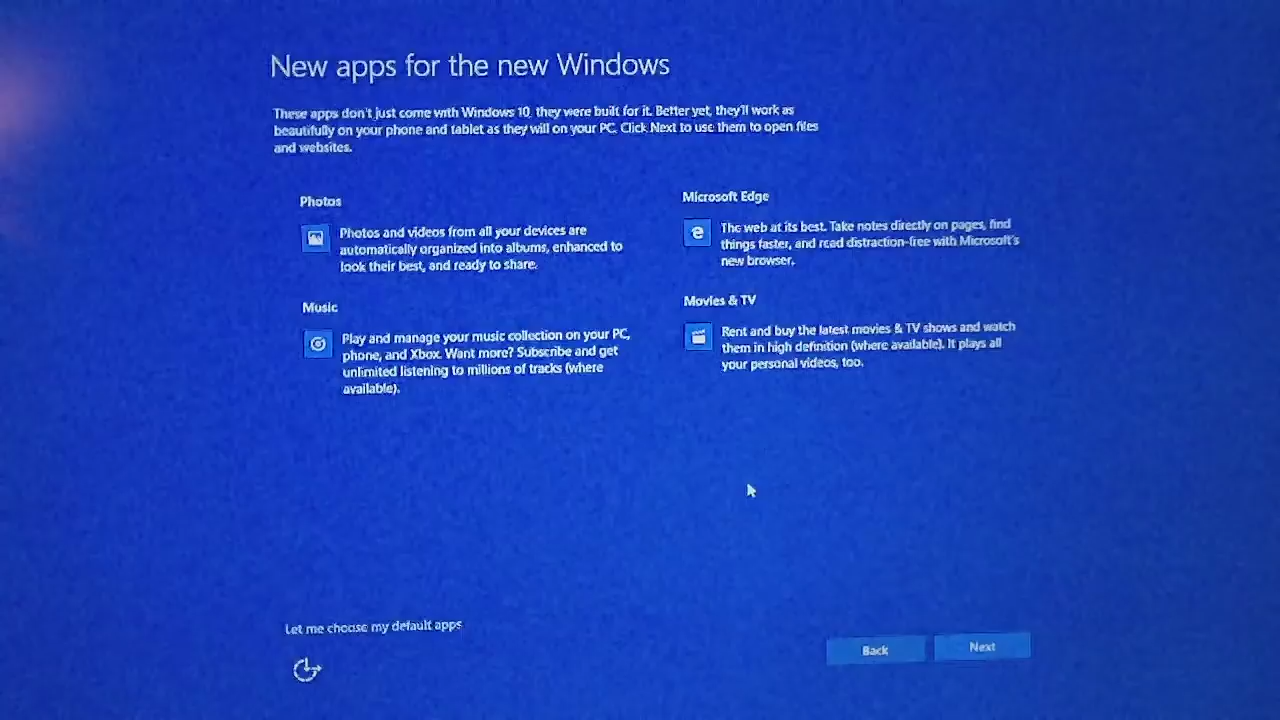 New apps for the new Windows
These apps don't just come with Windows 10, they were built for it. Better yet, they'll work as
beautifully on your phone and tablet as they will on your PC. Click Next to use them to open files
and websites.
Photos
Photos and videos from all your devices are
automatically organized into albums, enhanced to
look their best, and ready to share.
Microsoft Edge
The web at its best. Take notes directly on pages, find
things faster, and read distraction-free with Microsoft's
new browser.
Music
Play and manage your music collection on your PC,
phone, and Xbox. Want more? Subscribe and get
unlimited listening to millions of tracks (where
available).
Movies & TV
Rent and buy the latest movies & TV shows and watch
them in high definition (where available). It plays all
your personal videos, too.
Let me choose my default apps
Back
Next